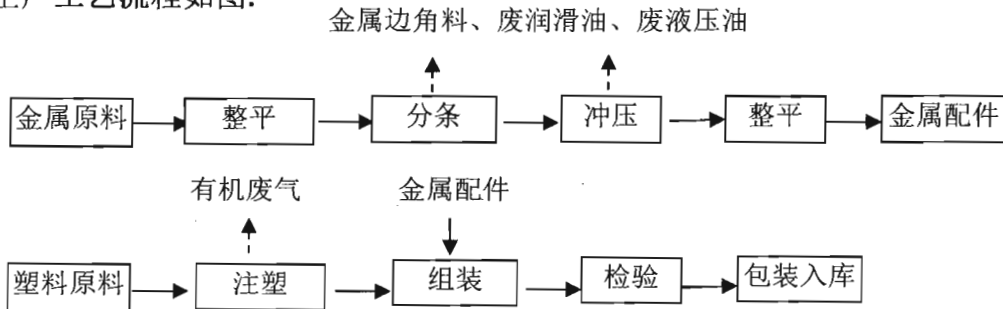 生产工艺流程如图:
金属边角料、废润滑油、废液压油
金属原料 整平 分条 冲压 整平 金属配件
有机废气 金属配件
塑料原料 注塑 组装 检验 包装入库